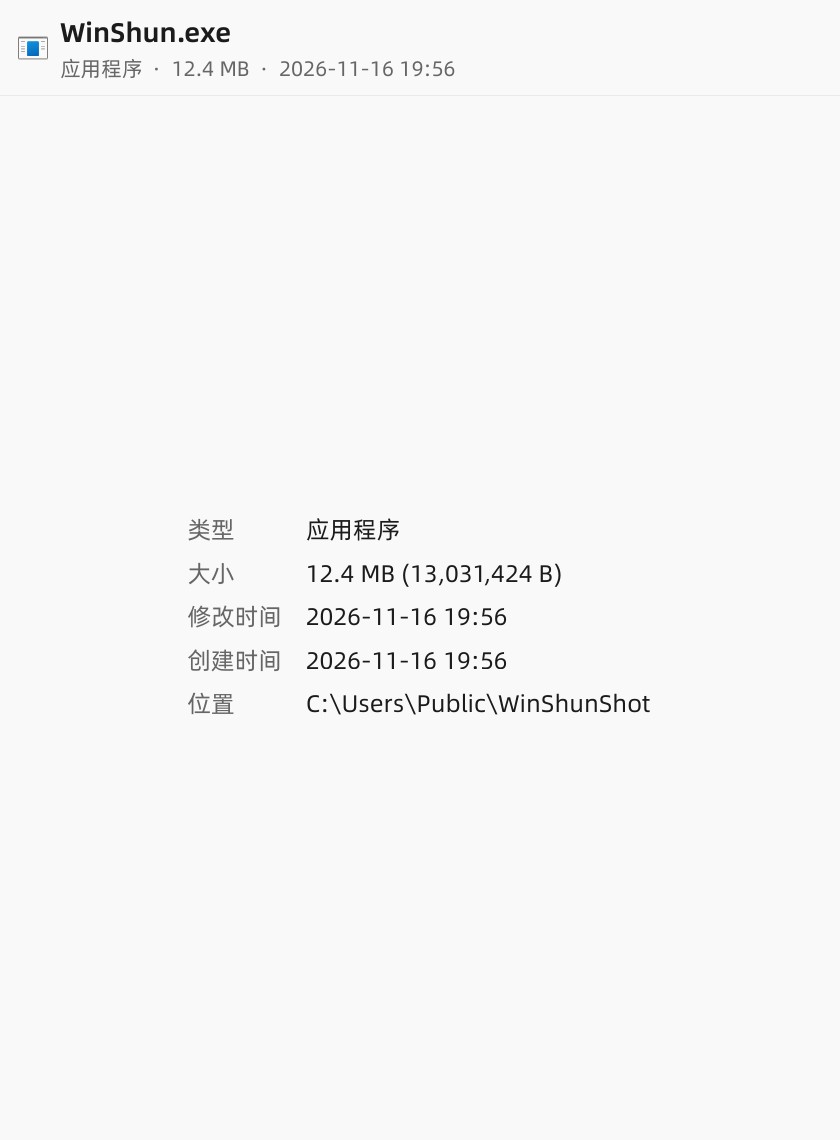 WinShun.exe
应用程序 · 12.4 MB · 2026-11-16 19:56
类型 应用程序
大小 12.4 MB (13,031,424 B)
修改时间 2026-11-16 19:56
创建时间 2026-11-16 19:56
位置 C:\Users\Public\WinShunShot